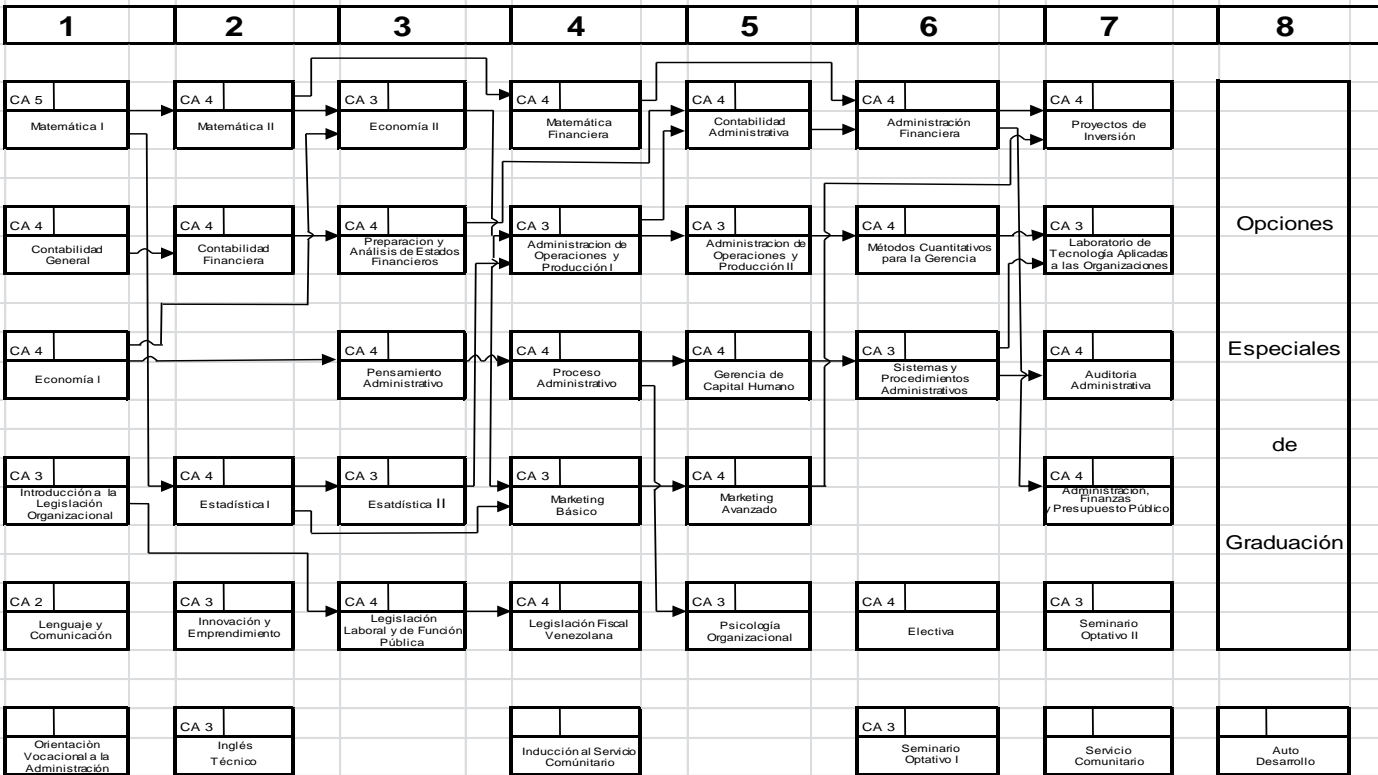 1 2 3 4 5 6 7 8
CA 5
Matemática I
CA 4
Matemática II
CA 3
Economía II
CA 4
Matemática
Financiera
CA 4
Contabilidad
Administrativa
CA 4
Administración
Financiera
CA 4
Proyectos de
Inversión
CA 4
Contabilidad
General
CA 4
Contabilidad
Financiera
CA 4
Preparacion y
Análisis de Estados
Financieros
CA 3
Administracion de
Operaciones y
Producción I
CA 3
Administracion de
Operaciones y
Producción II
CA 4
Métodos Cuantitativos
para la Gerencia
CA 3
Laboratorio de
Tecnología Aplicadas
a las Organizaciones
CA 4
Economía I
CA 4
Pensamiento
Administrativo
CA 4
Proceso
Administrativo
CA 4
Gerencia de
Capital Humano
CA 3
Sistemas y
Procedimientos
Administrativos
CA 4
Auditoria
Administrativa
CA 3
Introducción a la
Legislación
Organizacional
CA 4
Estadística I
CA 3
Esatdística II
CA 3
Marketing
Básico
CA 4
Marketing
Avanzado
CA 4
Administración,
Finanzas
y Presupuesto Público
CA 2
Lenguaje y
Comunicación
CA 3
Innovación y
Emprendimiento
CA 4
Legislación
Laboral y de Función
Pública
CA 4
Legislación Fiscal
Venezolana
CA 3
Psicología
Organizacional
CA 4
Electiva
CA 3
Seminario
Optativo II
Opciones
Especiales
de
Graduación
Orientaciòn
Vocacional a la
Administración
CA 3
Inglés
Técnico
Inducción al Servicio
Comúnitario
CA 3
Seminario
Optativo I
Servicio
Comunitario
Auto
Desarrollo